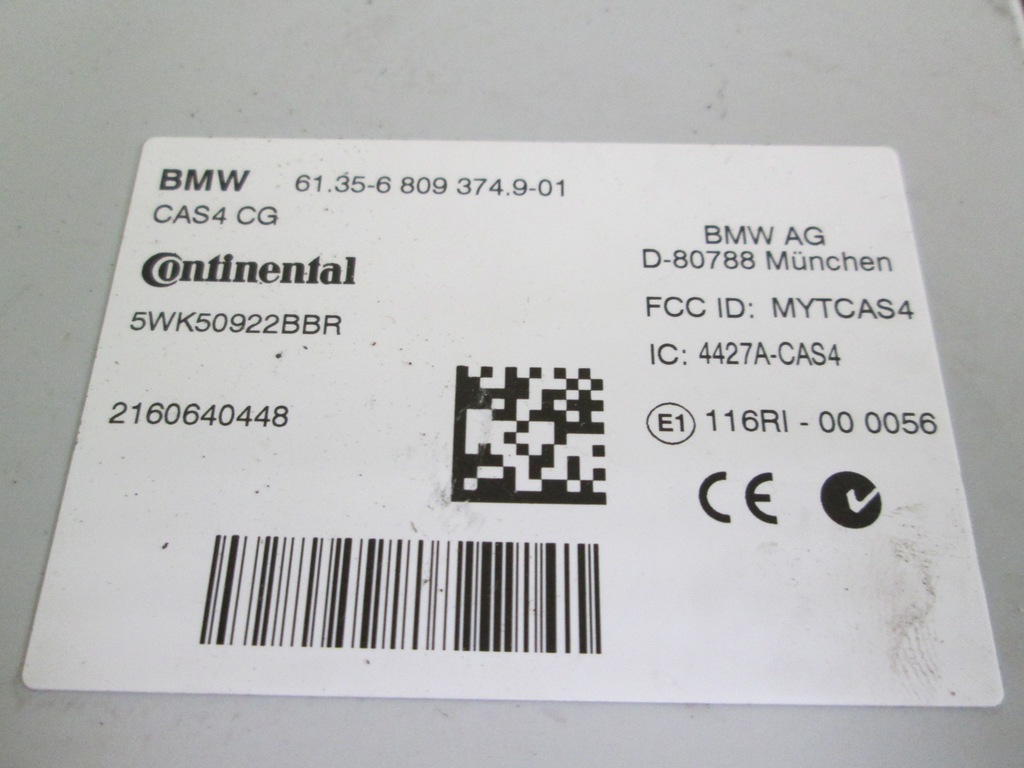 BMW 61.35-6 809 374.9-01
CAS4 CG
Continental
5WK50922BBR
2160640448
BMW AG
D-80788 München
FCC ID: MYTCAS4
IC: 4427A-CAS4
E1 116RI - 00 0056
CE